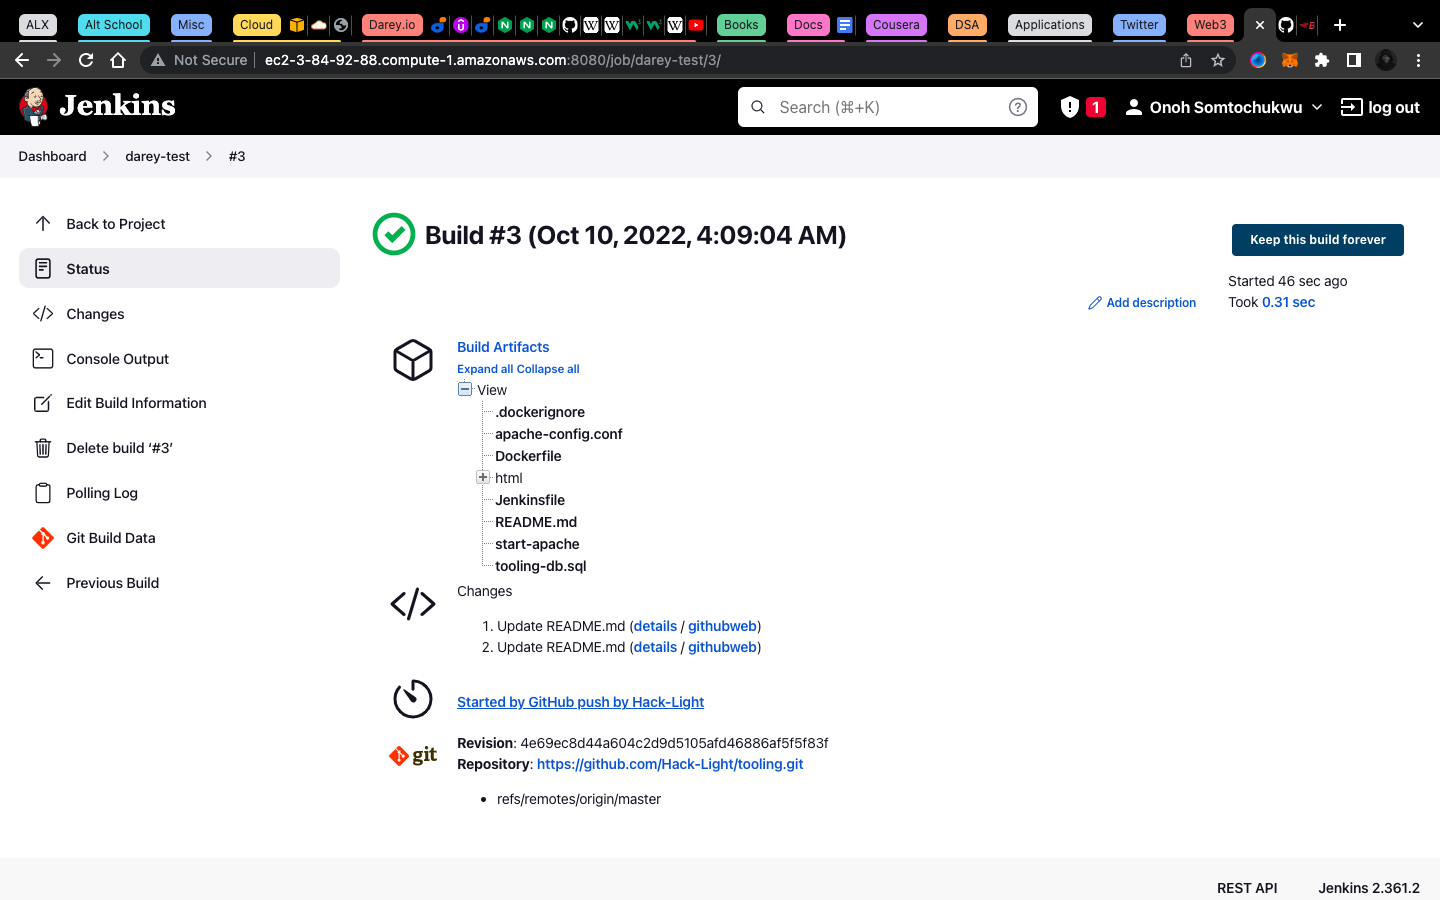 ALX
Alt School
Misc
Cloud
Darey.io
Books
Docs
Cousera
DSA
Applications
Twitter
Web3
Not Secure
ec2-3-84-92-88.compute-1.amazonaws.com:8080/job/darey-test/3/
Jenkins
Search (⌘+K)
1
Onoh Somtochukwu
log out
Dashboard
darey-test
#3
Back to Project
Status
Changes
Console Output
Edit Build Information
Delete build ‘#3’
Polling Log
Git Build Data
Previous Build
Build #3 (Oct 10, 2022, 4:09:04 AM)
Keep this build forever
Started 46 sec ago
Took 0.31 sec
Add description
Build Artifacts
Expand all Collapse all
View
.dockerignore
apache-config.conf
Dockerfile
html
Jenkinsfile
README.md
start-apache
tooling-db.sql
Changes
1. Update README.md (details / githubweb)
2. Update README.md (details / githubweb)
Started by GitHub push by Hack-Light
git
Revision: 4e69ec8d44a604c2d9d5105afd46886af5f5f83f
Repository: https://github.com/Hack-Light/tooling.git
• refs/remotes/origin/master
REST API
Jenkins 2.361.2